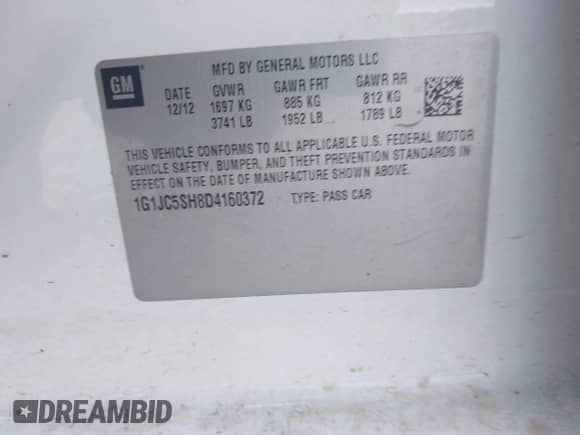 GM
MFD BY GENERAL MOTORS LLC
DATE GVWR GAWR FRT GAWR RR
12/12 1697 KG 885 KG 812 KG
3741 LB 1952 LB 1789 LB
THIS VEHICLE CONFORMS TO ALL APPLICABLE U.S. FEDERAL MOTOR
VEHICLE SAFETY, BUMPER, AND THEFT PREVENTION STANDARDS IN
EFFECT ON THE DATE OF MANUFACTURE SHOWN ABOVE.
1G1JC5SH8D4160372 TYPE: PASS CAR
DREAMBID